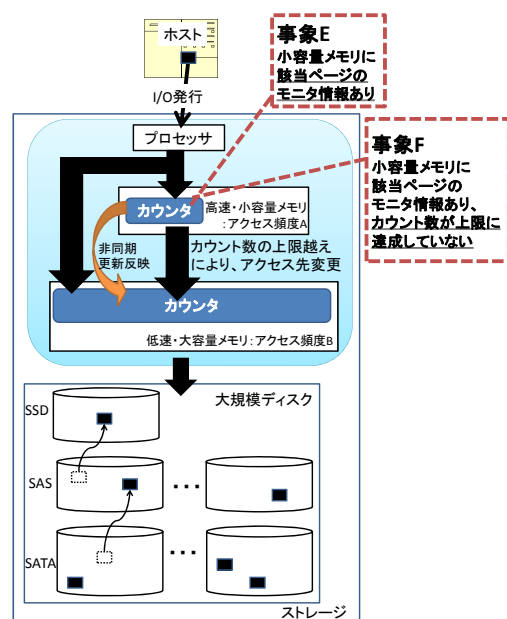 ホスト
I/O発行
事象E
小容量メモリに
該当ページの
モニタ情報あり
プロセッサ
事象F
小容量メモリに
該当ページの
モニタ情報あり、
カウント数が上限に
達成していない
カウンタ
高速・小容量メモリ
:アクセス頻度A
非同期
更新反映
カウント数の上限越え
により、アクセス先変更
カウンタ
低速・大容量メモリ:アクセス頻度B
大規模ディスク
SSD
SAS
...
SATA
...
ストレージ